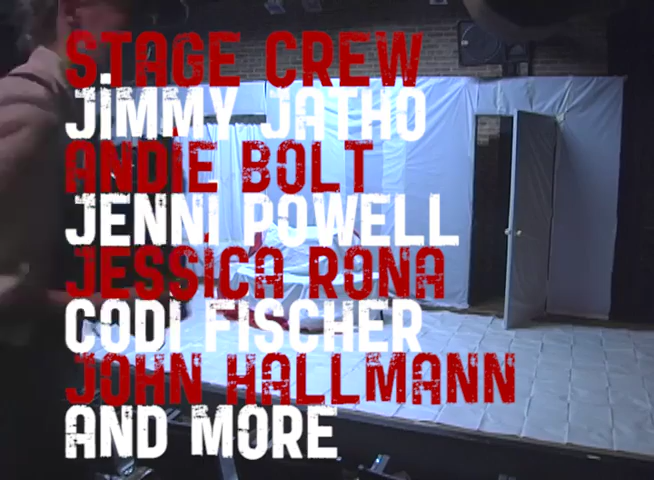 STAGE CREW
JIMMY JATHO
ANDIE BOLT
JENNI POWELL
JESSICA RONA
CODI FISCHER
JOHN HALLMANN
AND MORE